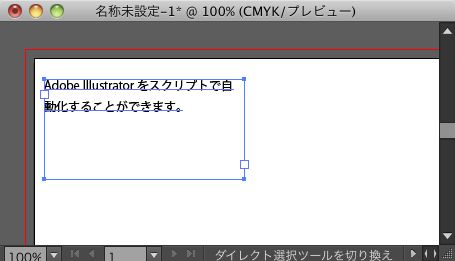 名称未設定-1* @ 100% (CMYK/プレビュー)
Adobe Illustrator をスクリプトで自
動化することができます。
100%
1
ダイレクト選択ツールを切り換え